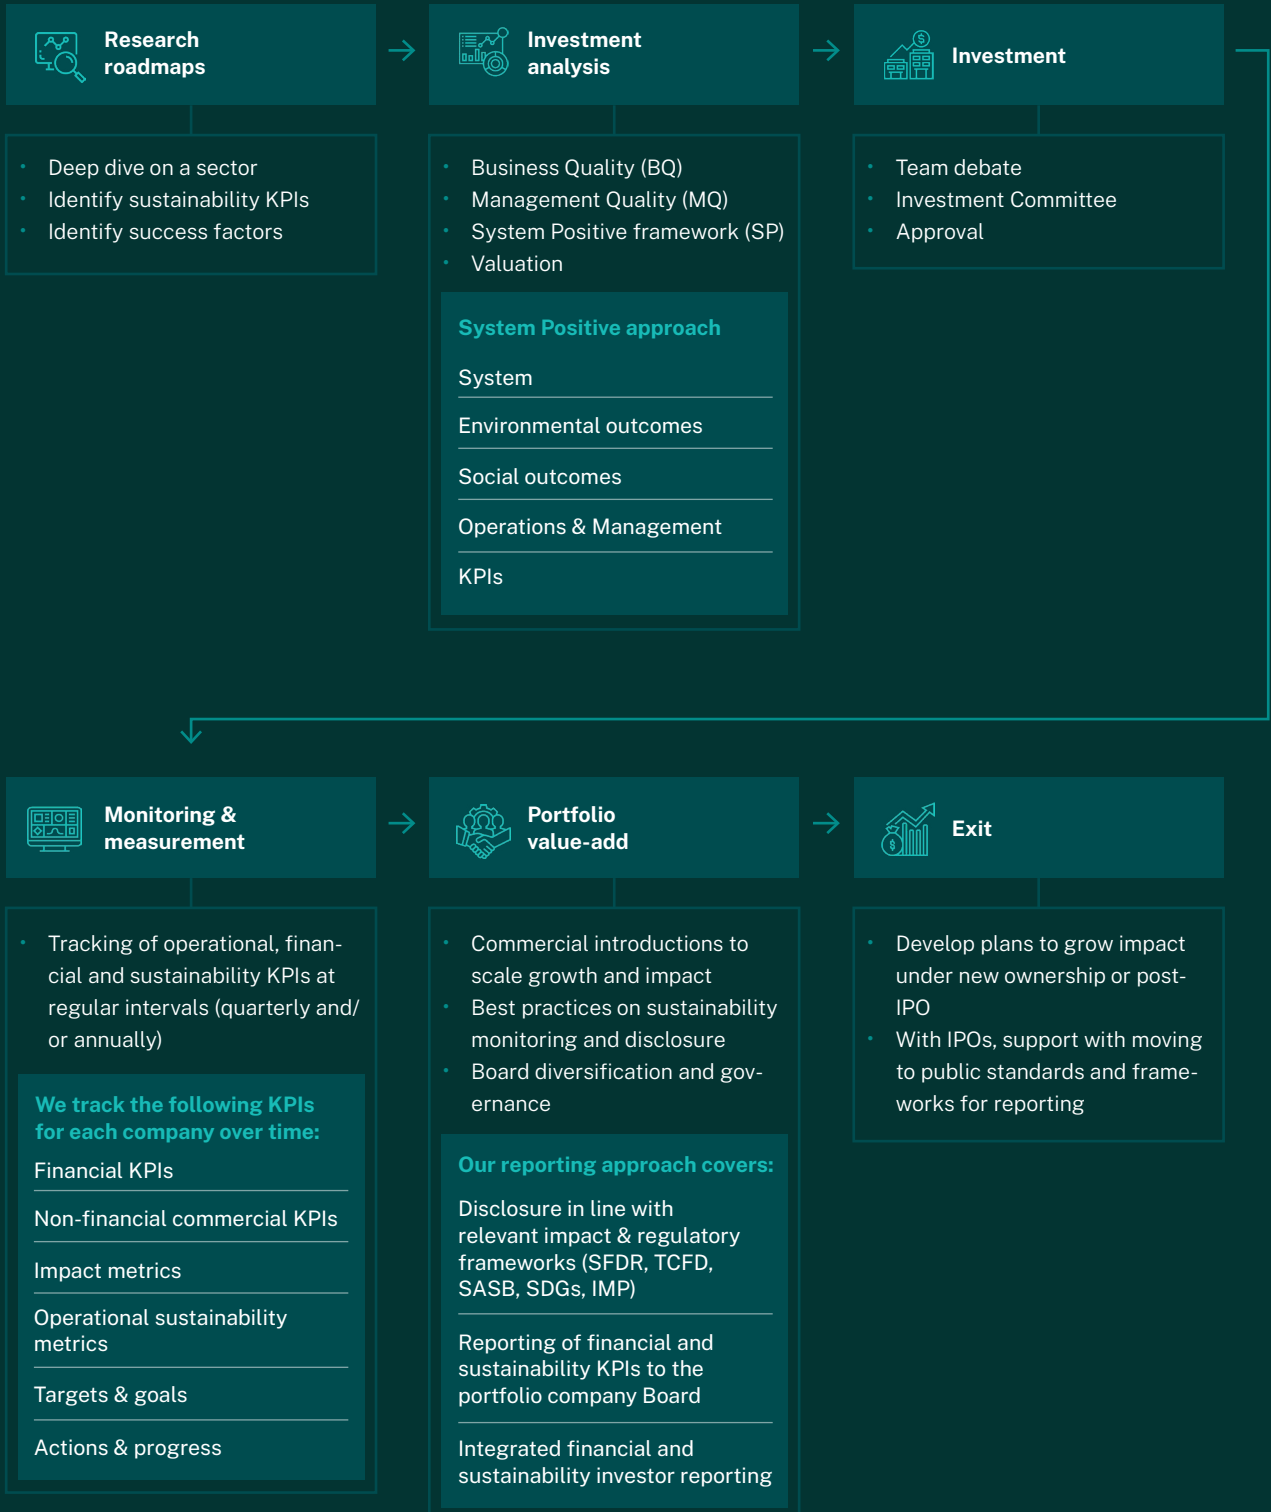 Research
roadmaps
Deep dive on a sector
Identify sustainability KPIs
Identify success factors
Investment
analysis
Business Quality (BQ)
Management Quality (MQ)
System Positive framework (SP)
Valuation
System Positive approach
System
Environmental outcomes
Social outcomes
Operations & Management
KPIs
Investment
Team debate
Investment Committee
Approval
Monitoring &
measurement
Tracking of operational, finan-
cial and sustainability KPIs at
regular intervals (quarterly and/
or annually)
We track the following KPIs
for each company over time:
Financial KPIs
Non-financial commercial KPIs
Impact metrics
Operational sustainability
metrics
Targets & goals
Actions & progress
Portfolio
value-add
Commercial introductions to
scale growth and impact
Best practices on sustainability
monitoring and disclosure
Board diversification and gov-
ernance
Our reporting approach covers:
Disclosure in line with
relevant impact & regulatory
frameworks (SFDR, TCFD,
SASB, SDGs, IMP)
Reporting of financial and
sustainability KPIs to the
portfolio company Board
Integrated financial and
sustainability investor reporting
Exit
Develop plans to grow impact
under new ownership or post-
IPO
With IPOs, support with moving
to public standards and frame-
works for reporting